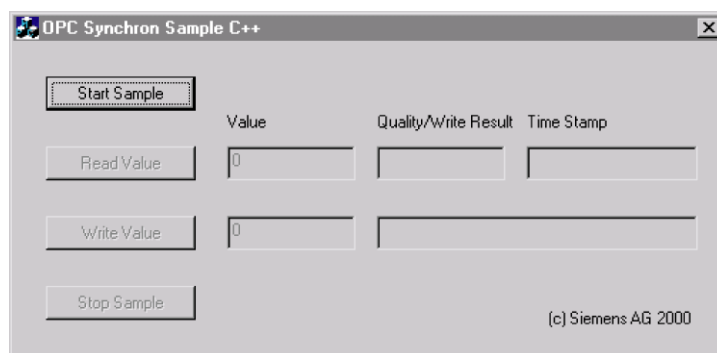 OPC Synchron Sample C++
Start Sample
Value Quality/Write Result Time Stamp
Read Value 0
Write Value 0
Stop Sample
(c) Siemens AG 2000